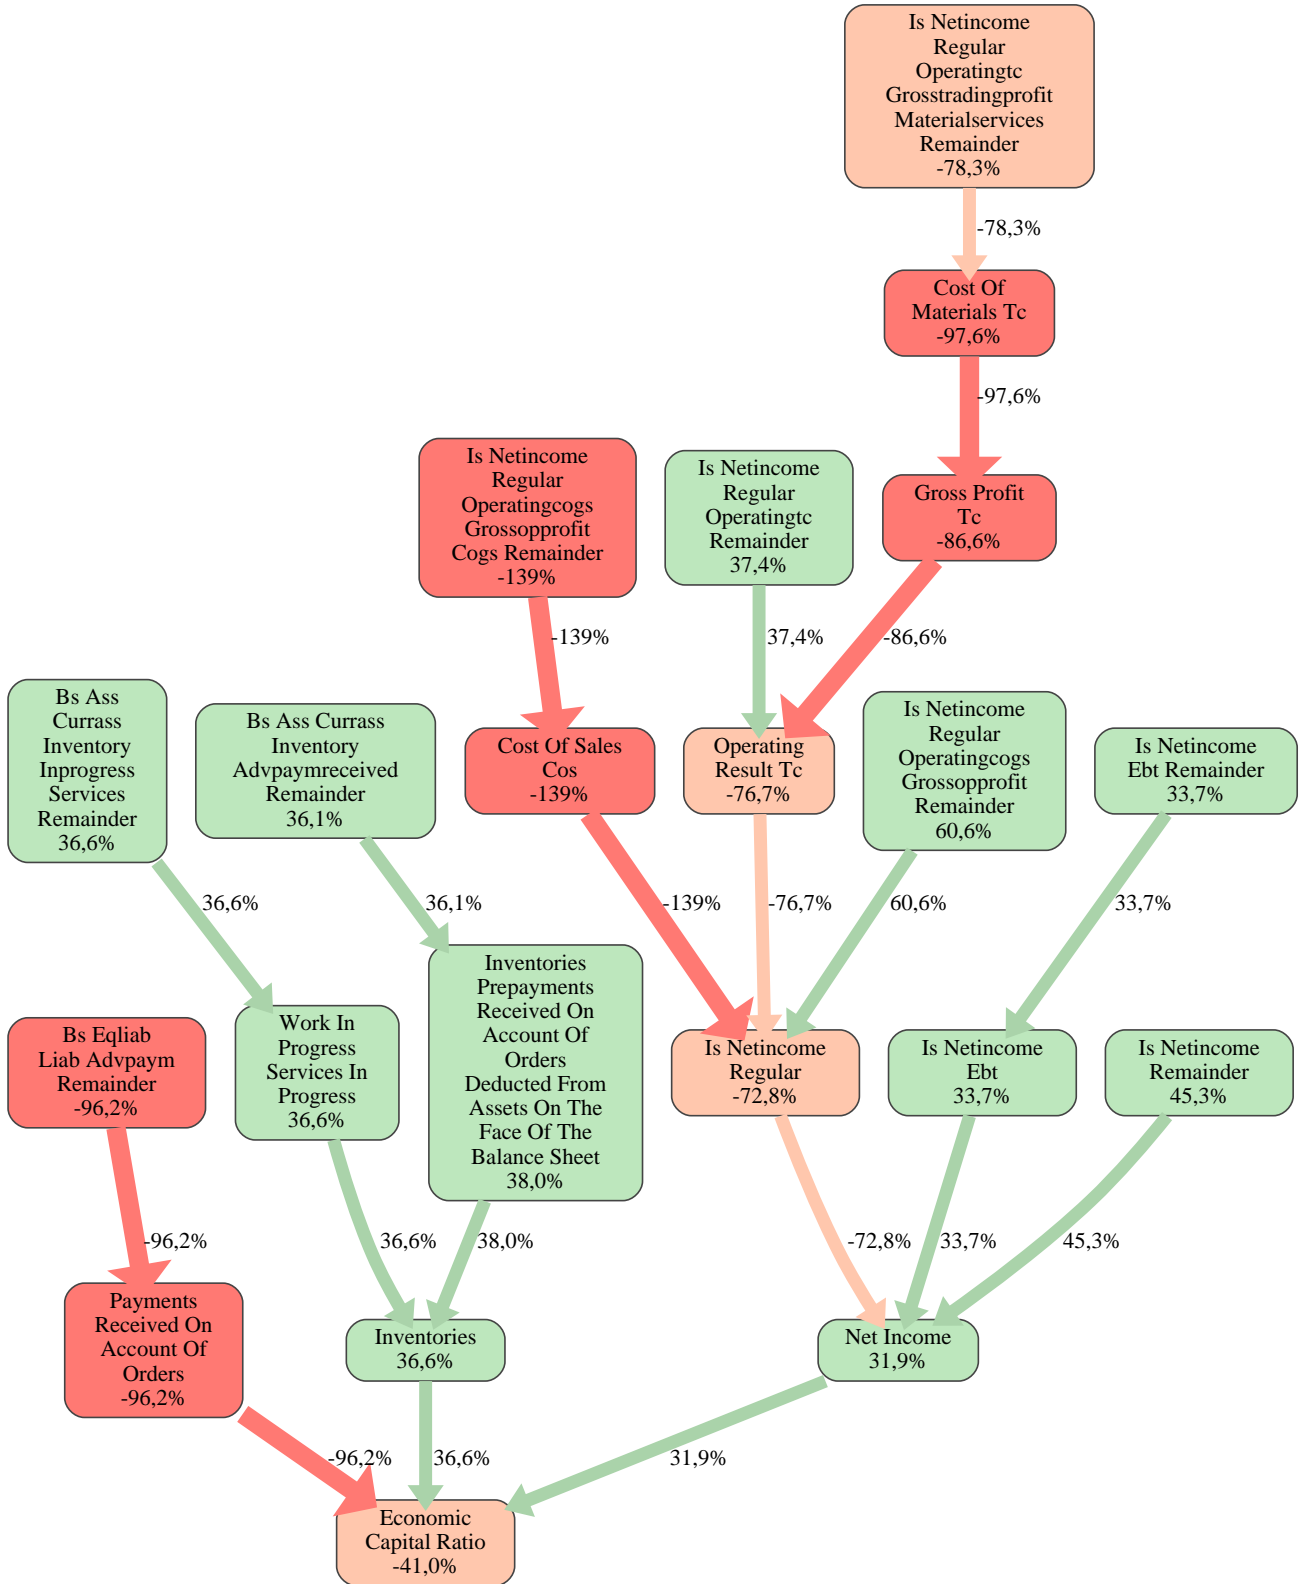 Is Netincome
Regular
Operatingtc
Grosstradingprofit
Materialservices
Remainder
-78,3%
-78,3%
Cost Of
Materials Tc
-97,6%
-97,6%
Is Netincome
Regular
Operatingcogs
Grossopprofit
Cogs Remainder
-139%
Is Netincome
Regular
Operatingtc
Remainder
37,4%
Gross Profit
Tc
-86,6%
-139%
37,4%
-86,6%
Bs Ass
Currass
Inventory
Inprogress
Services
Remainder
36,6%
Bs Ass Currass
Inventory
Advpaymreceived
Remainder
36,1%
Cost Of Sales
Cos
-139%
Operating
Result Tc
-76,7%
Is Netincome
Regular
Operatingcogs
Grossopprofit
Remainder
60,6%
Is Netincome
Ebt Remainder
33,7%
36,6%
36,1%
-139%
-76,7%
60,6%
33,7%
Bs Eqliab
Liab Advpaym
Remainder
-96,2%
Work In
Progress
Services In
Progress
36,6%
Inventories
Prepayments
Received On
Account Of
Orders
Deducted From
Assets On The
Face Of The
Balance Sheet
38,0%
Is Netincome
Regular
-72,8%
Is Netincome
Ebt
33,7%
Is Netincome
Remainder
45,3%
-96,2%
36,6%
38,0%
-72,8%
33,7%
45,3%
Payments
Received On
Account Of
Orders
-96,2%
Inventories
36,6%
Net Income
31,9%
-96,2%
36,6%
31,9%
Economic
Capital Ratio
-41,0%